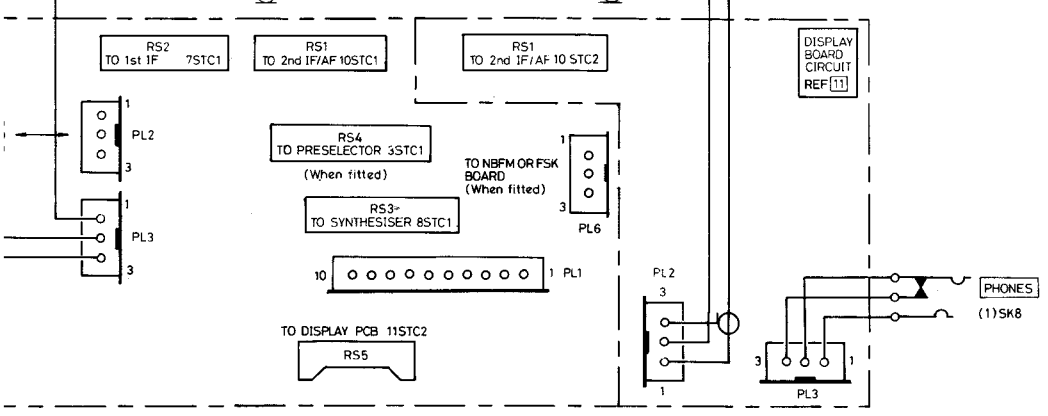 RS2
TO 1st IF 7STC1
RS1
TO 2nd IF/AF 10STC1
RS1
TO 2nd IF/AF 10 STC2
DISPLAY
BOARD
CIRCUIT
REF 11
1
PL2
3
RS4
TO PRESELECTOR 3STC1
(When fitted)
TO NBFM OR FSK
BOARD
(When fitted)
1
3
PL6
RS3
TO SYNTHESISER 8STC1
1
PL3
3
10
1 PL1
PL2
3
1
PHONES
(1) SK8
TO DISPLAY PCB 11STC2
RS5
3
1
PL3